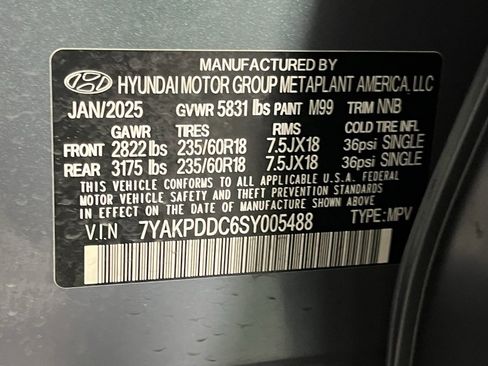 MANUFACTURED BY
HYUNDAI MOTOR GROUP METAPLANT AMERICA, LLC
JAN/2025 GVWR 5831 lbs PAINT M99 TRIM NNB
GAWR TIRES RIMS COLD TIRE INFL
FRONT 2822 lbs 235/60R18 7.5JX18 36psi SINGLE
REAR 3175 lbs 235/60R18 7.5JX18 36psi SINGLE
THIS VEHICLE CONFORMS TO ALL APPLICABLE U.S.A. FEDERAL
MOTOR VEHICLE SAFETY AND THEFT PREVENTION STANDARDS
IN EFFECT ON THE DATE OF MANUFACTURE SHOWN ABOVE.
V.I.N 7YAKPDDC6SY005488 TYPE: MPV